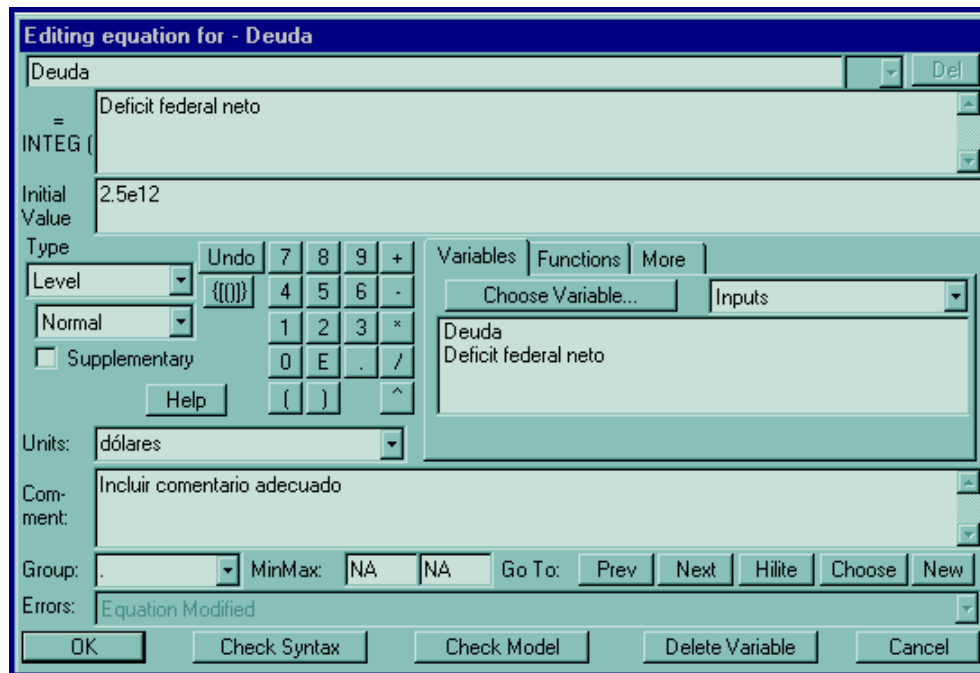 Editing equation for - Deuda
Deuda
Del
=
INTEG (
Deficit federal neto
Initial
Value
2.5e12
Type
Level
Normal
Supplementary
Help
Undo
7 8 9 +
{[()]}
4 5 6 -
1 2 3 *
0 E . /
( ) ^
Variables Functions More
Choose Variable...
Inputs
Deuda
Deficit federal neto
Units:
dólares
Com-
ment:
Incluir comentario adecuado
Group: . MinMax: NA NA Go To: Prev Next Hilite Choose New
Errors: Equation Modified
OK Check Syntax Check Model Delete Variable Cancel